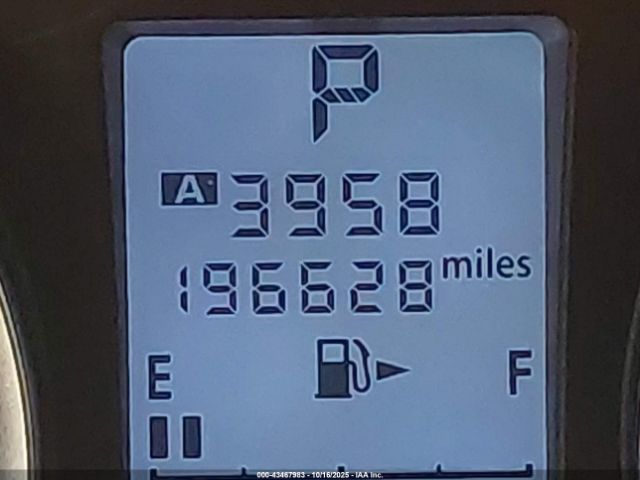 P
A 3958
196628 miles
E F
000-43467983 - 10/16/2025 - IAA Inc.